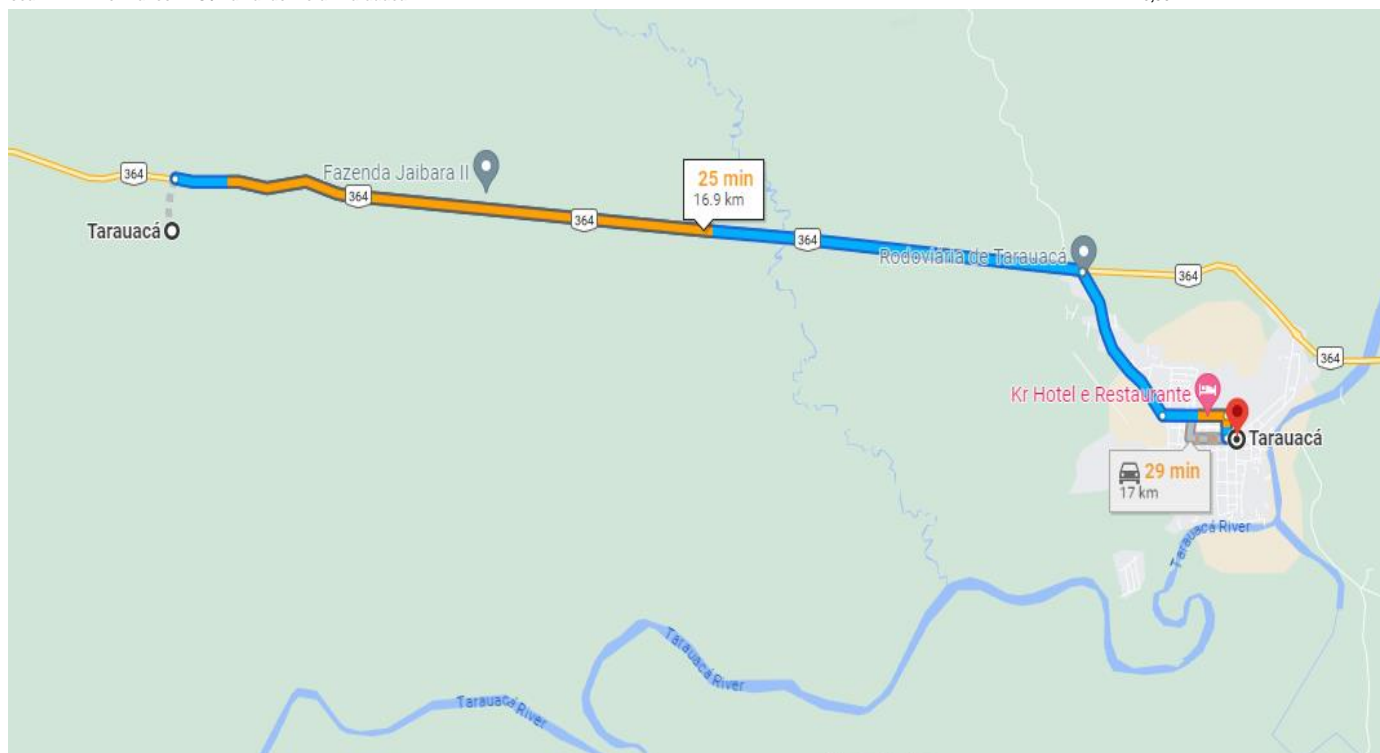 364
Fazenda Jaibara II
364
25 min
16.9 km
Tarauacá
364
364
Rodoviária de Tarauacá
364
364
Kr Hotel e Restaurante
Tarauacá
29 min
17 km
Tarauacá River
Tarauacá River
Tarauacá River